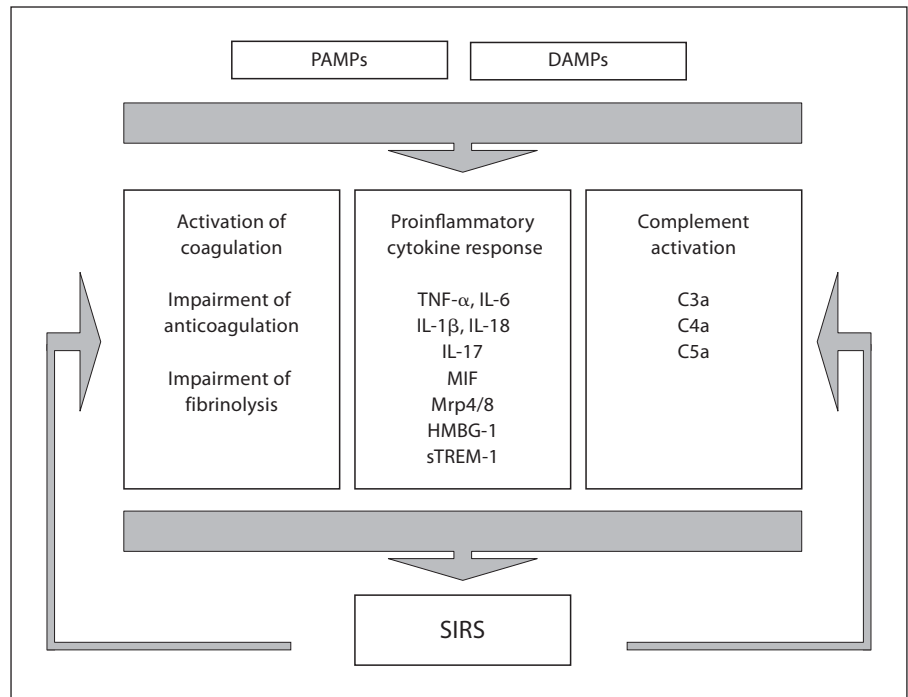 PAMPs
DAMPs
Activation of
coagulation
Impairment of
anticoagulation
Impairment of
fibrinolysis
Proinflammatory
cytokine response
TNF-α, IL-6
IL-1β, IL-18
IL-17
MIF
Mrp4/8
HMBG-1
sTREM-1
Complement
activation
C3a
C4a
C5a
SIRS